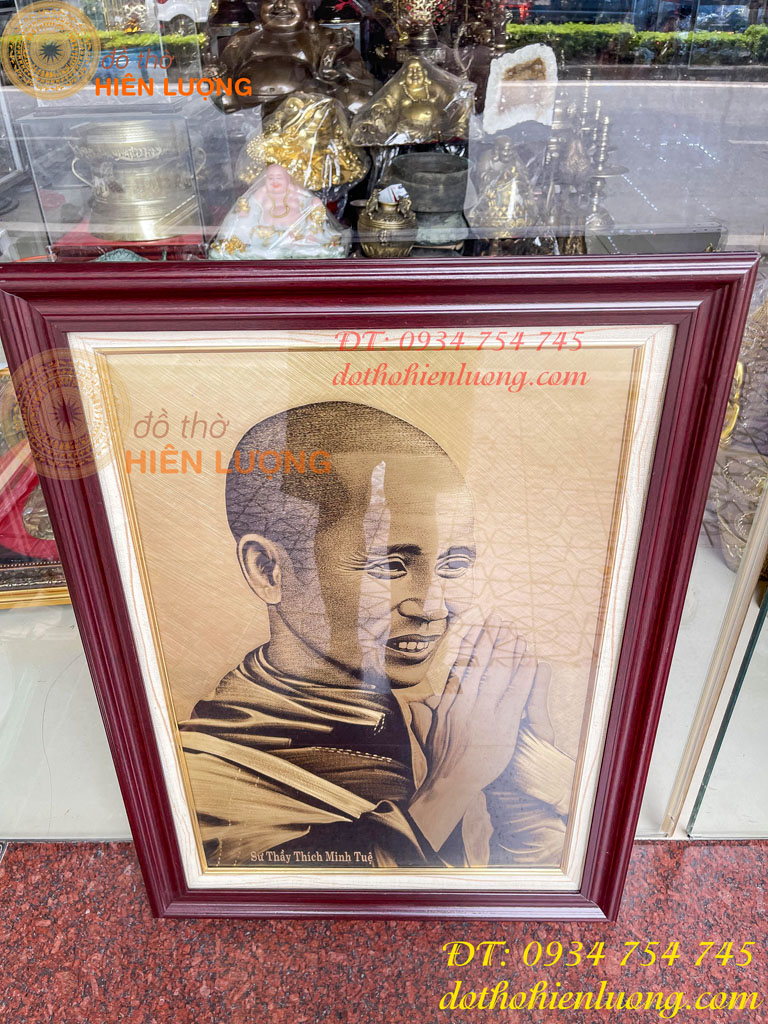 đồ thờ
HIÊN LƯỢNG
ĐT: 0934 754 745
dothohienluong.com
đồ thờ
HIÊN LƯỢNG
Sư Thầy Thích Minh Tuệ
ĐT: 0934 754 745
dothohienluong.com